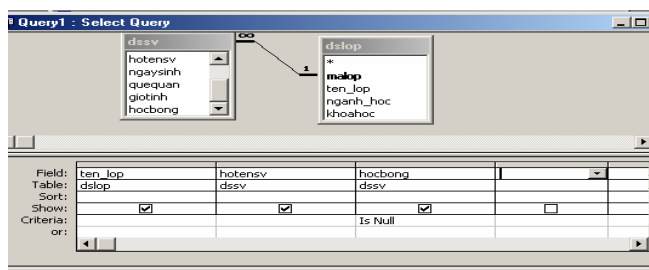 Query1 : Select Query
dssv
hotensv
ngaysinh
quequan
giotinh
hocbong
∞
1
dslop
*
malop
ten_lop
nganh_hoc
khoahoc
Field: ten_lop hotensv hocbong
Table: dslop dssv dssv
Sort:
Show:
Criteria: Is Null
or: